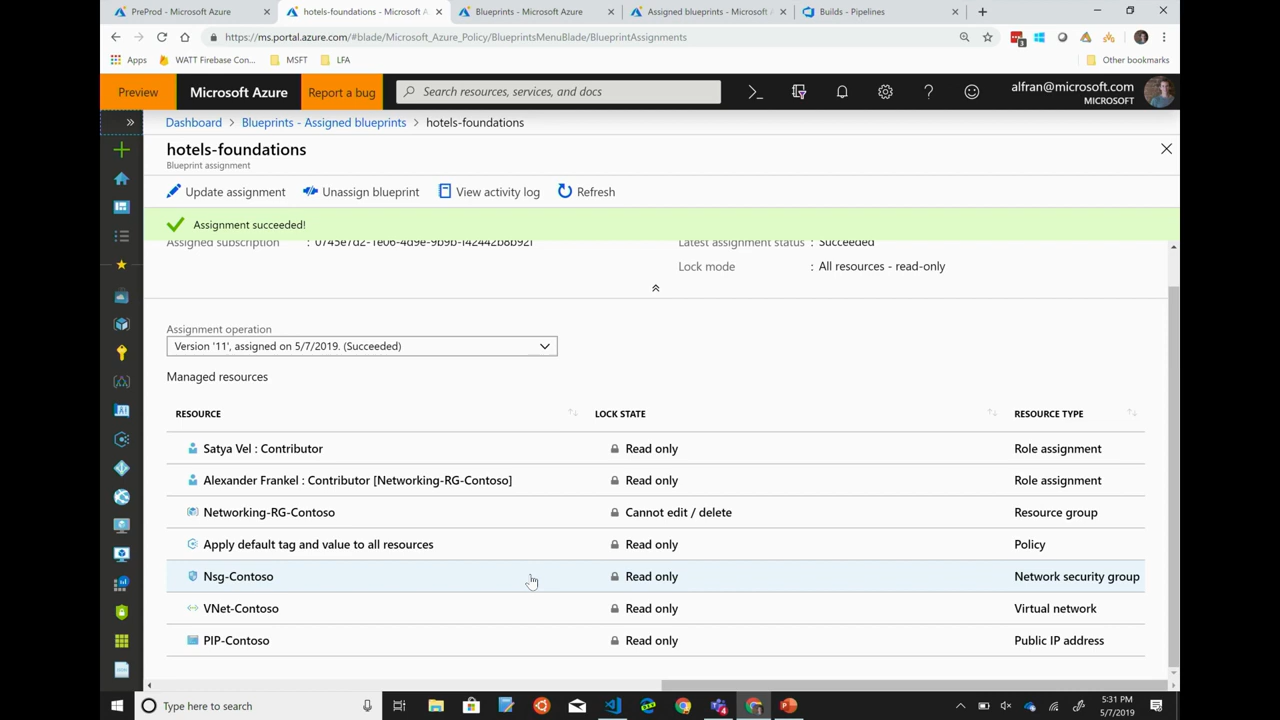 PreProd - Microsoft Azure
hotels-foundations - Microsoft A
Blueprints - Microsoft Azure
Assigned blueprints - Microsoft A
Builds - Pipelines
https://ms.portal.azure.com/#blade/Microsoft_Azure_Policy/BlueprintsMenuBlade/BlueprintAssignments
Apps
WATT Firebase Con...
MSFT
LFA
Other bookmarks
Preview
Microsoft Azure
Report a bug
Search resources, services, and docs
alfran@microsoft.com
MICROSOFT
Dashboard > Blueprints - Assigned blueprints > hotels-foundations
hotels-foundations
Blueprint assignment
Update assignment
Unassign blueprint
View activity log
Refresh
Assignment succeeded!
Assigned subscription : 0745e7d2-1e06-4d9e-9b9b-f42442b8b92f
Latest assignment status : Succeeded
Lock mode : All resources - read-only
Assignment operation
Version '11', assigned on 5/7/2019. (Succeeded)
Managed resources
RESOURCE LOCK STATE RESOURCE TYPE
Satya Vel : Contributor Read only Role assignment
Alexander Frankel : Contributor [Networking-RG-Contoso] Read only Role assignment
Networking-RG-Contoso Cannot edit / delete Resource group
Apply default tag and value to all resources Read only Policy
Nsg-Contoso Read only Network security group
VNet-Contoso Read only Virtual network
PIP-Contoso Read only Public IP address
Type here to search
5:31 PM
5/7/2019